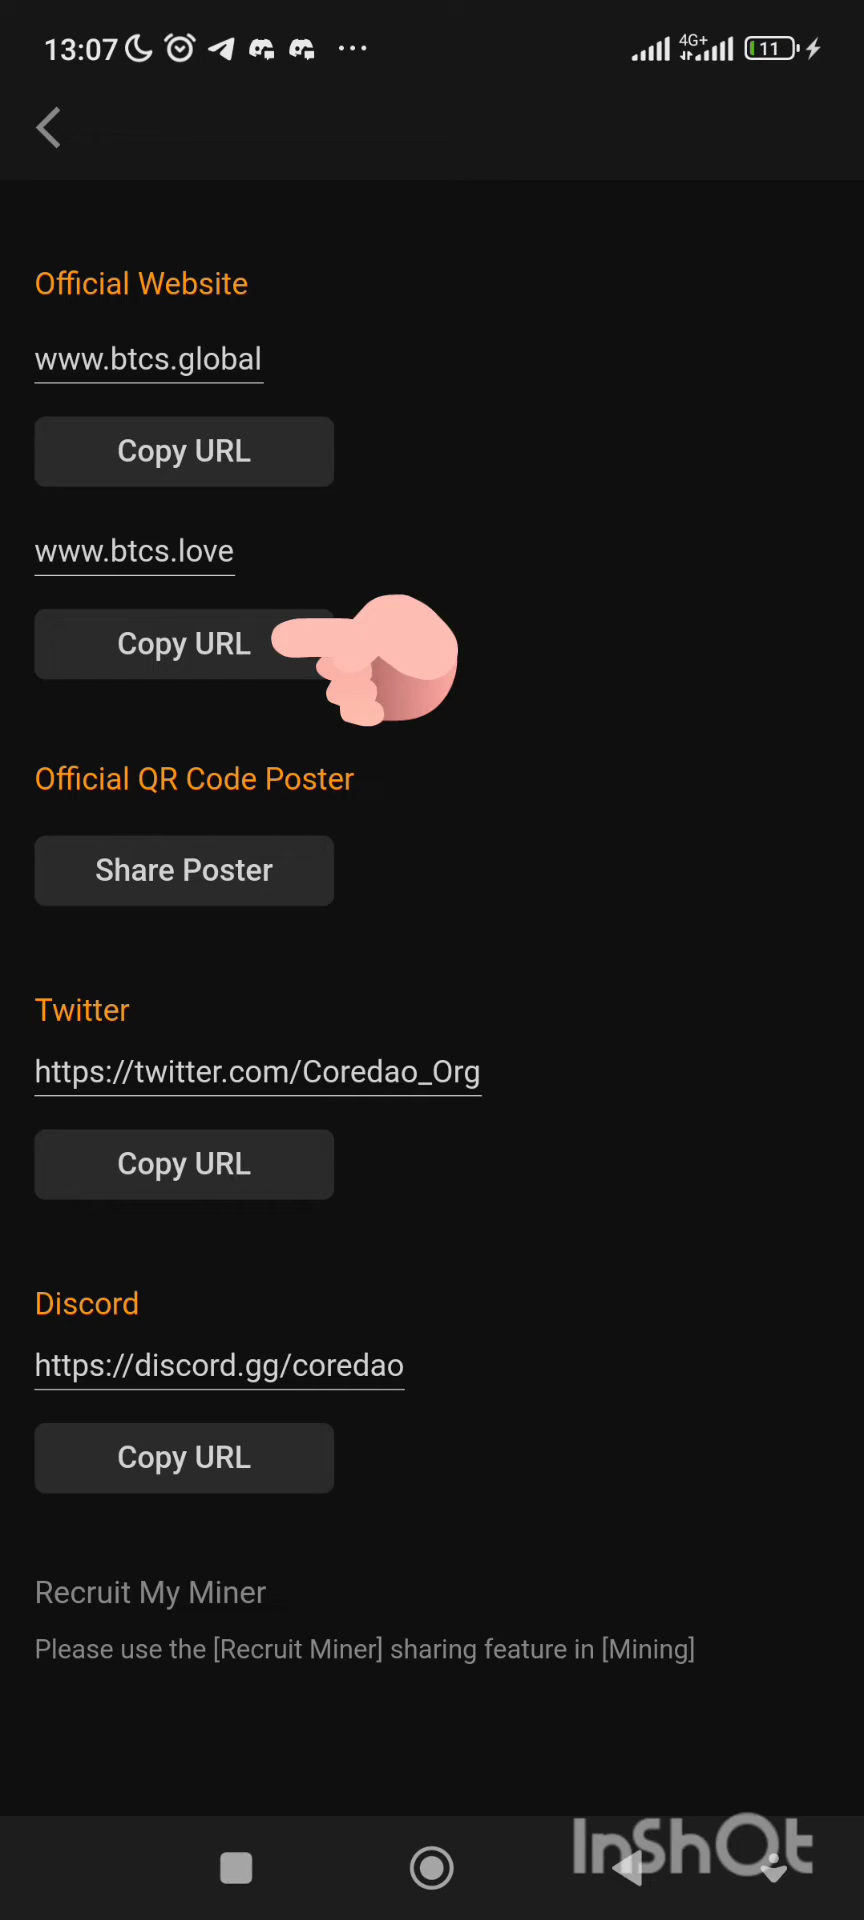 13:07
4G+
11
Official Website
www.btcs.global
Copy URL
www.btcs.love
Copy URL
Official QR Code Poster
Share Poster
Twitter
https://twitter.com/Coredao_Org
Copy URL
Discord
https://discord.gg/coredao
Copy URL
Recruit My Miner
Please use the [Recruit Miner] sharing feature in [Mining]
InShOt